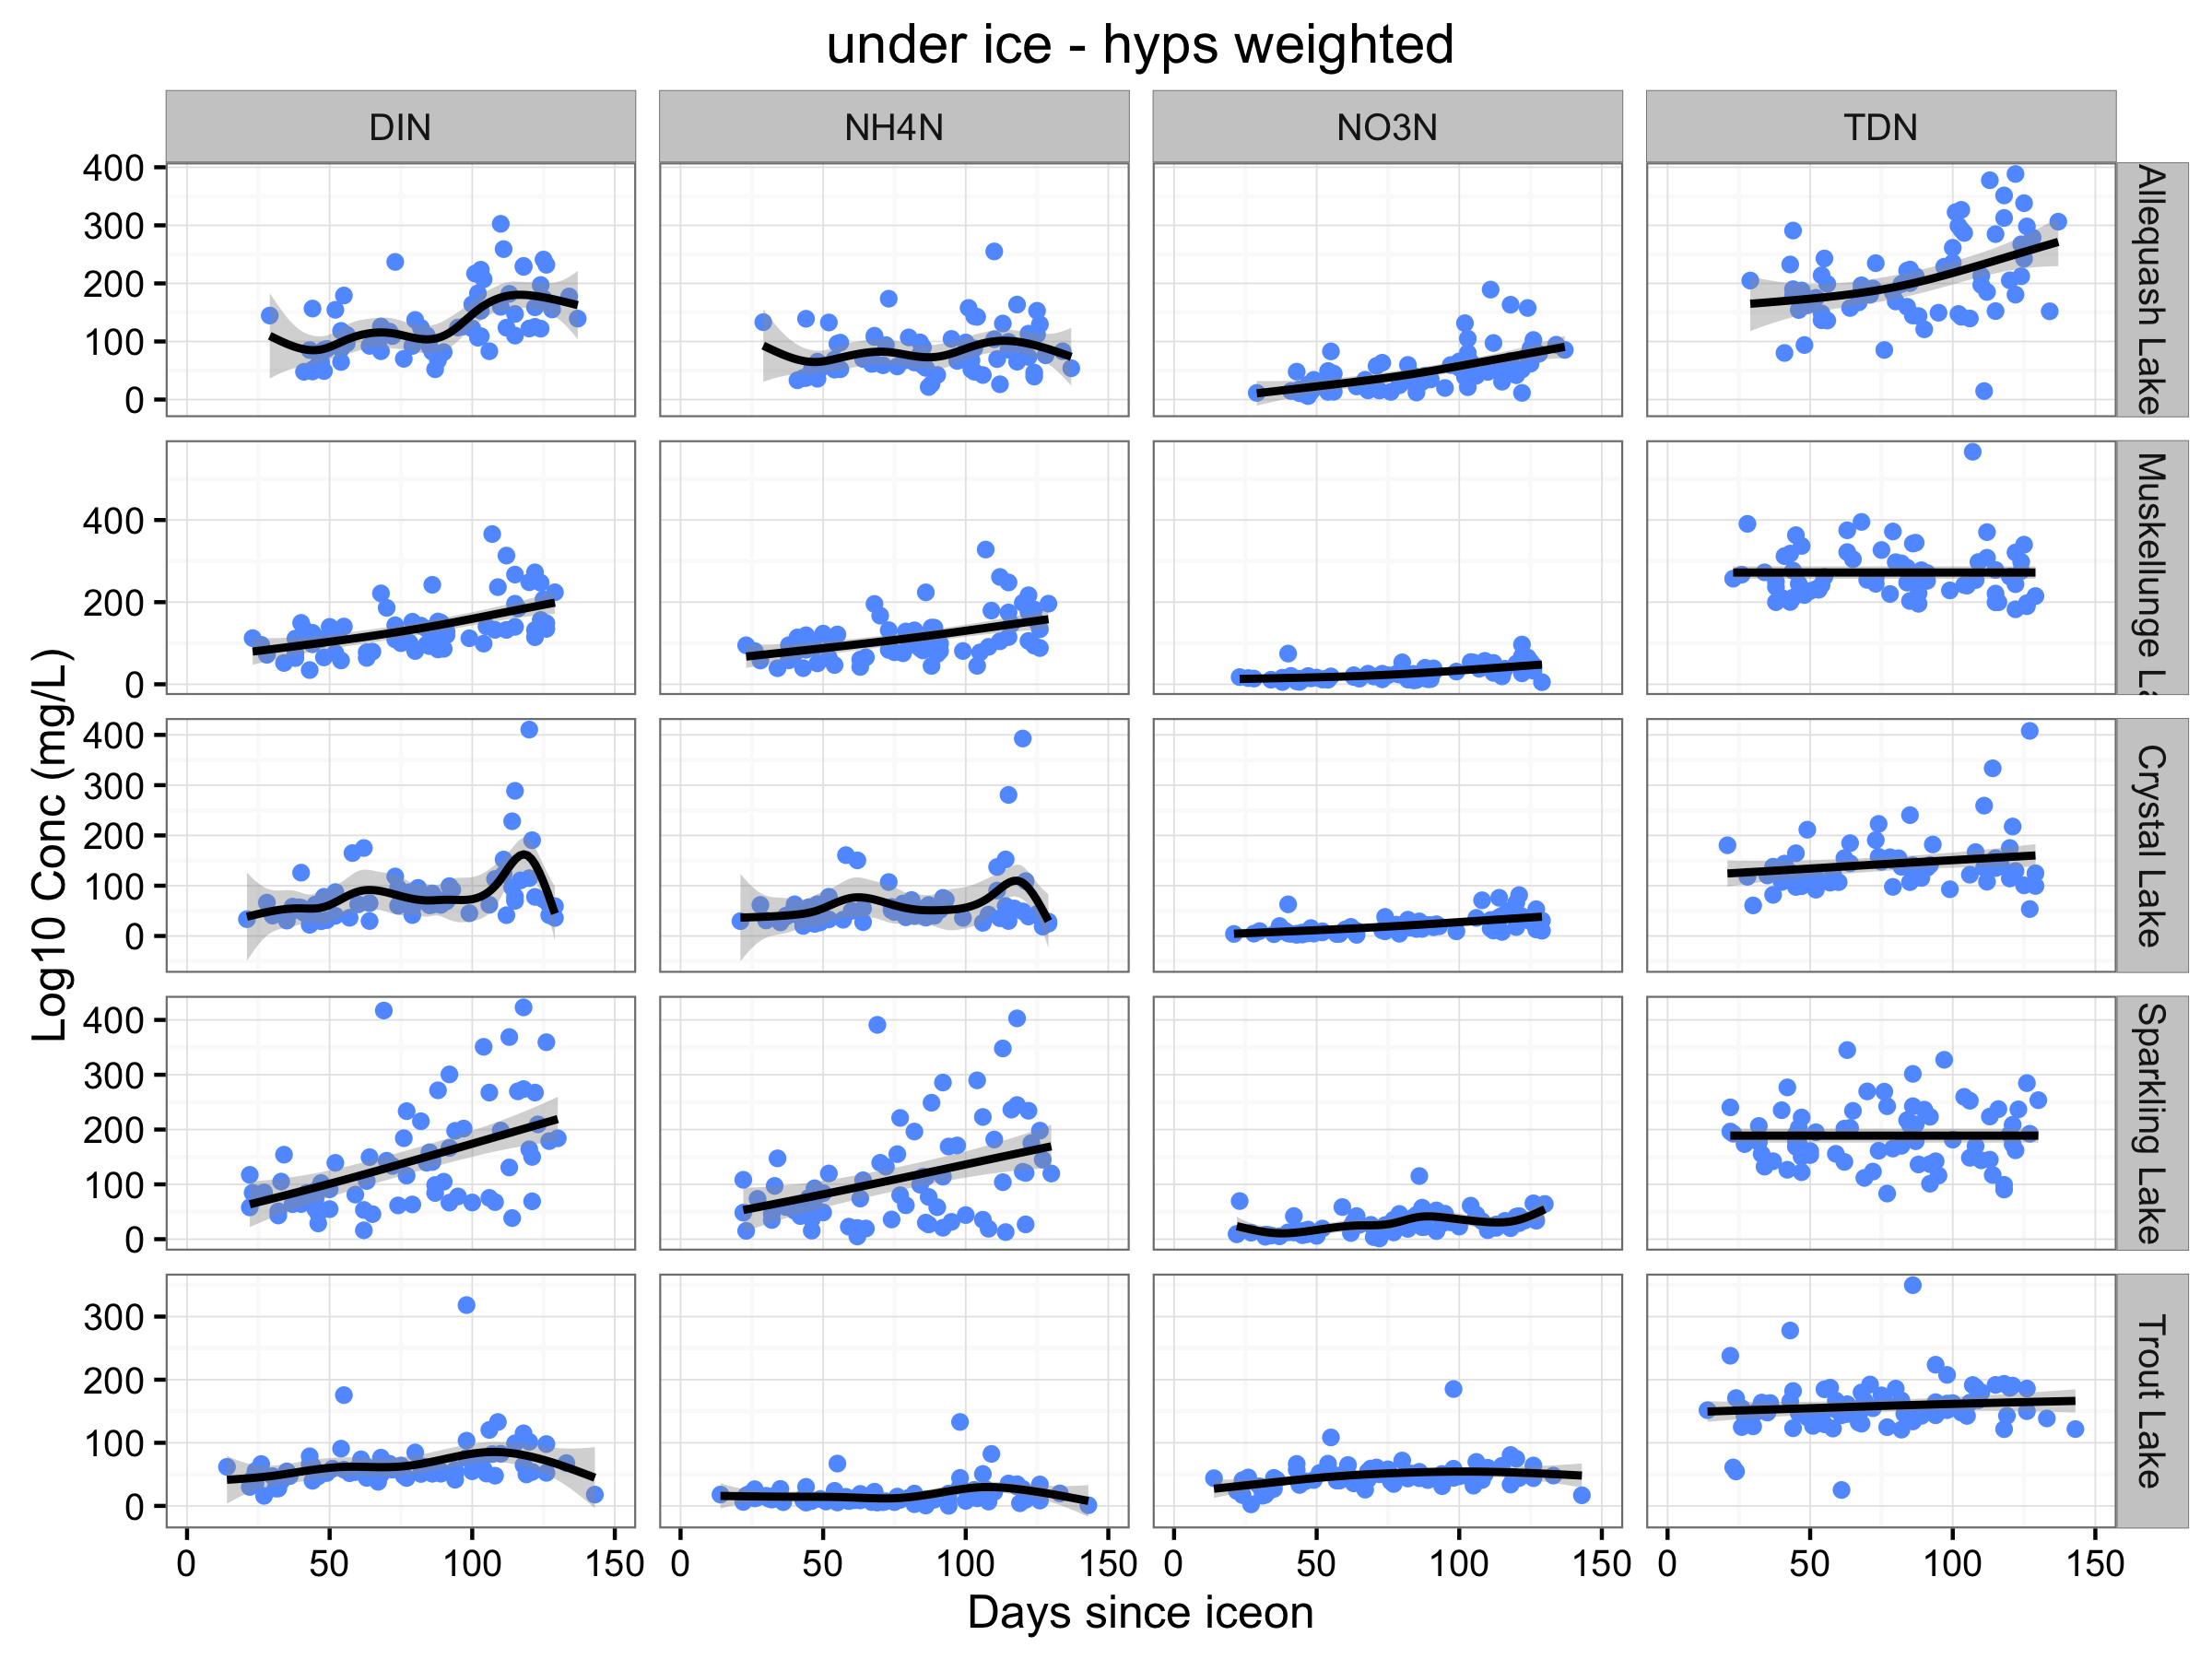 under ice - hyps weighted
DIN NH4N NO3N TDN
400
300
200
100
0
Allequash Lake
400
200
0
Muskellunge La
400
300
200
100
0
Crystal Lake
400
300
200
100
0
Sparkling Lake
300
200
100
0
Trout Lake
Log10 Conc (mg/L)
0 50 100 150 0 50 100 150 0 50 100 150 0 50 100 150
Days since iceon